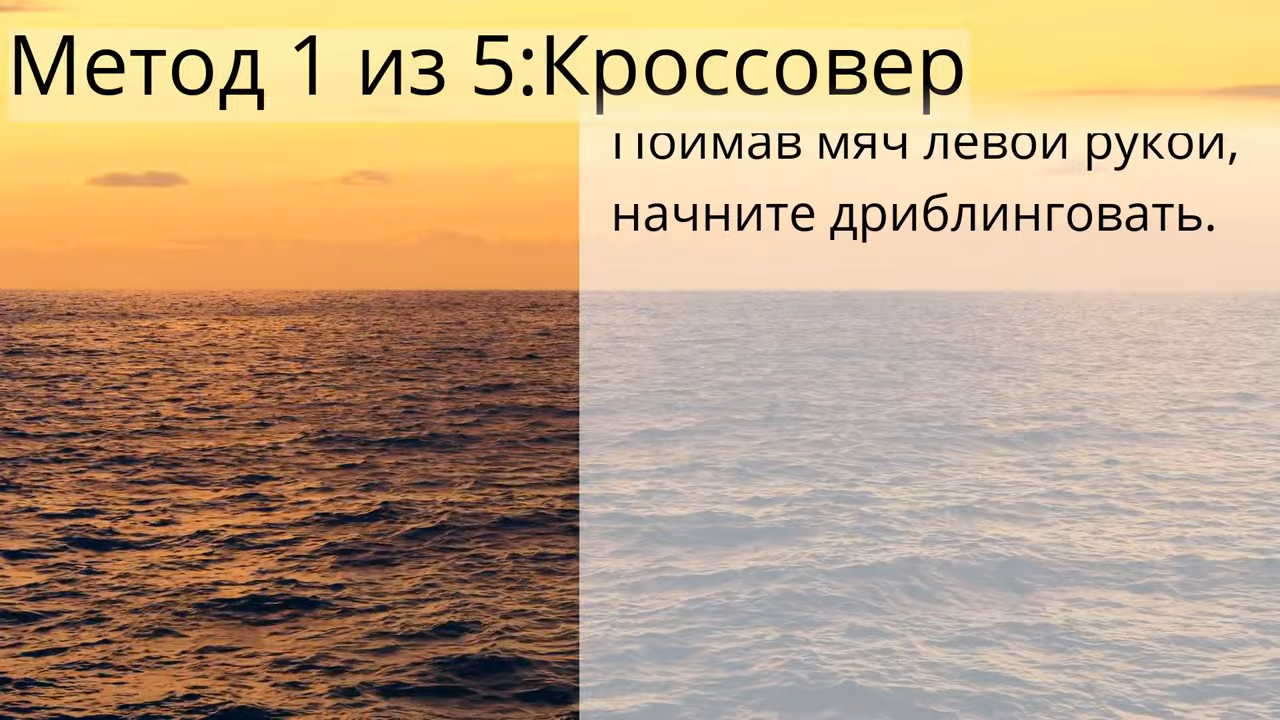 Метод 1 из 5:Кроссовер
Поймав мяч левой рукой,
начните дриблинговать.